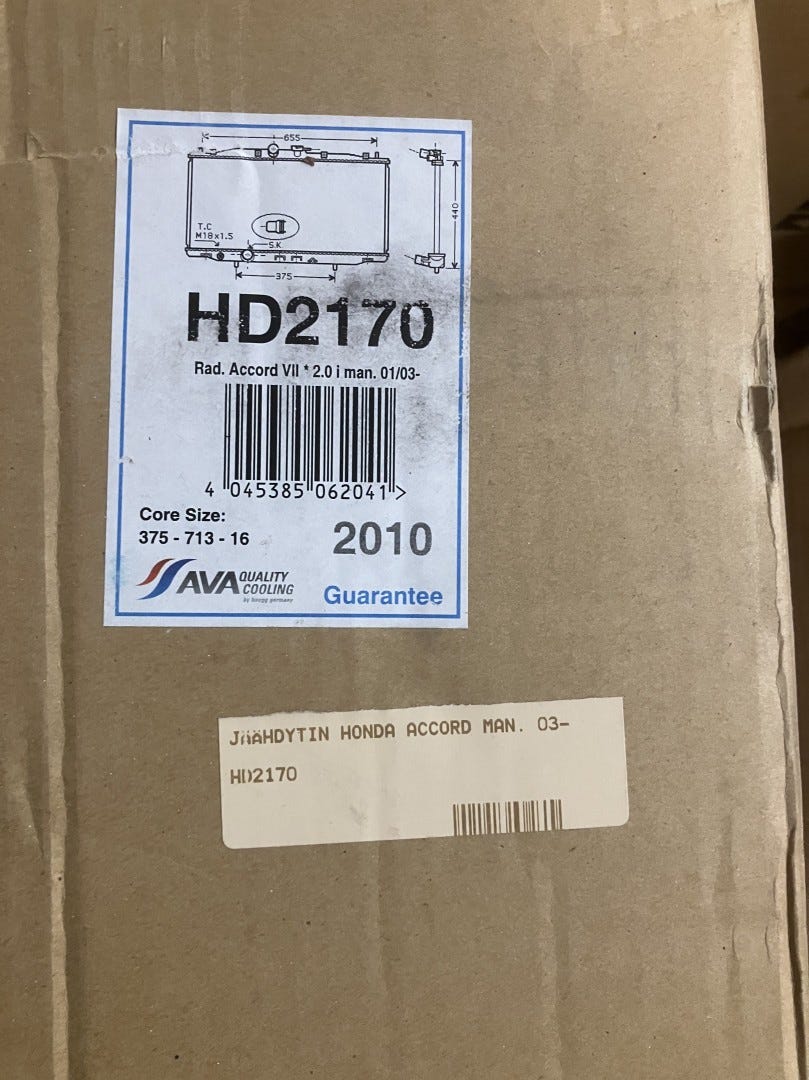 655
440
T.C
M18x1.5
S.K
375
HD2170
Rad. Accord VII * 2.0 i man. 01/03-
4 045385 062041 >
Core Size:
375 - 713 - 16
2010
AVA QUALITY COOLING
by haugg germany
Guarantee
JÄÄHDYTIN HONDA ACCORD MAN. 03-
HD2170